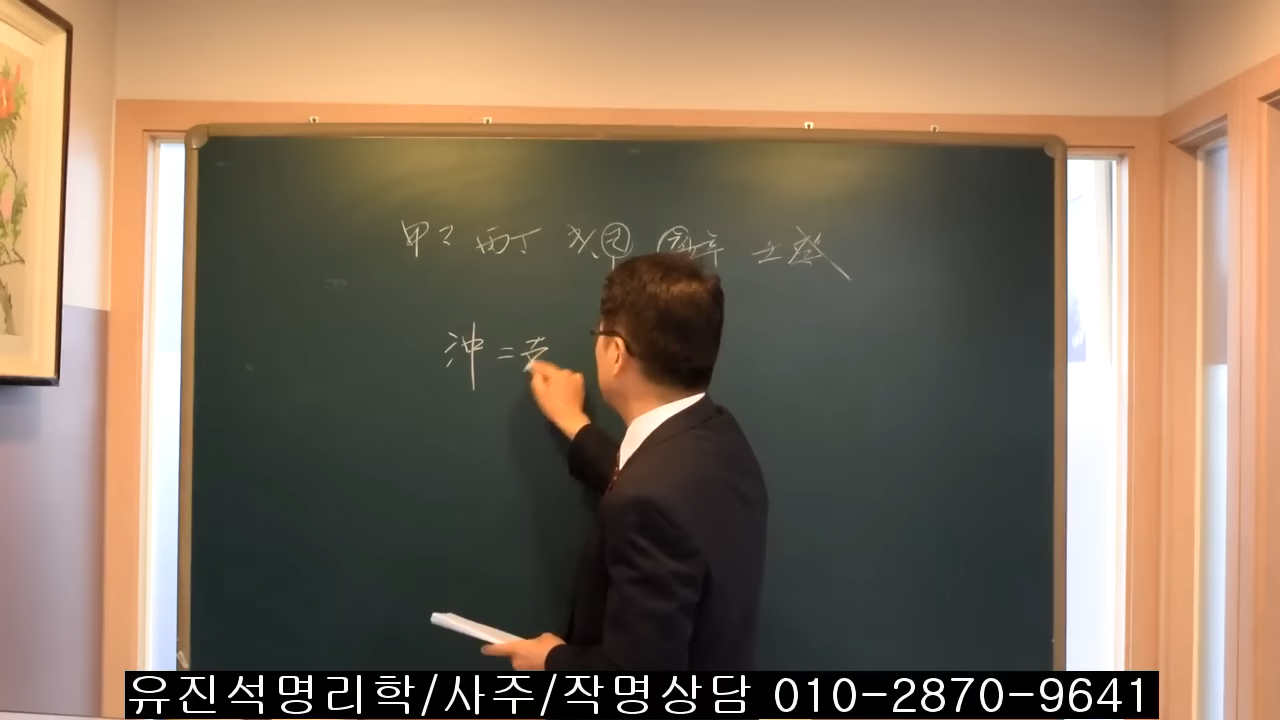 甲乙 丙丁 戊己 庚辛 壬癸
沖 =
유진석명리학/사주/작명상담 010-2870-9641